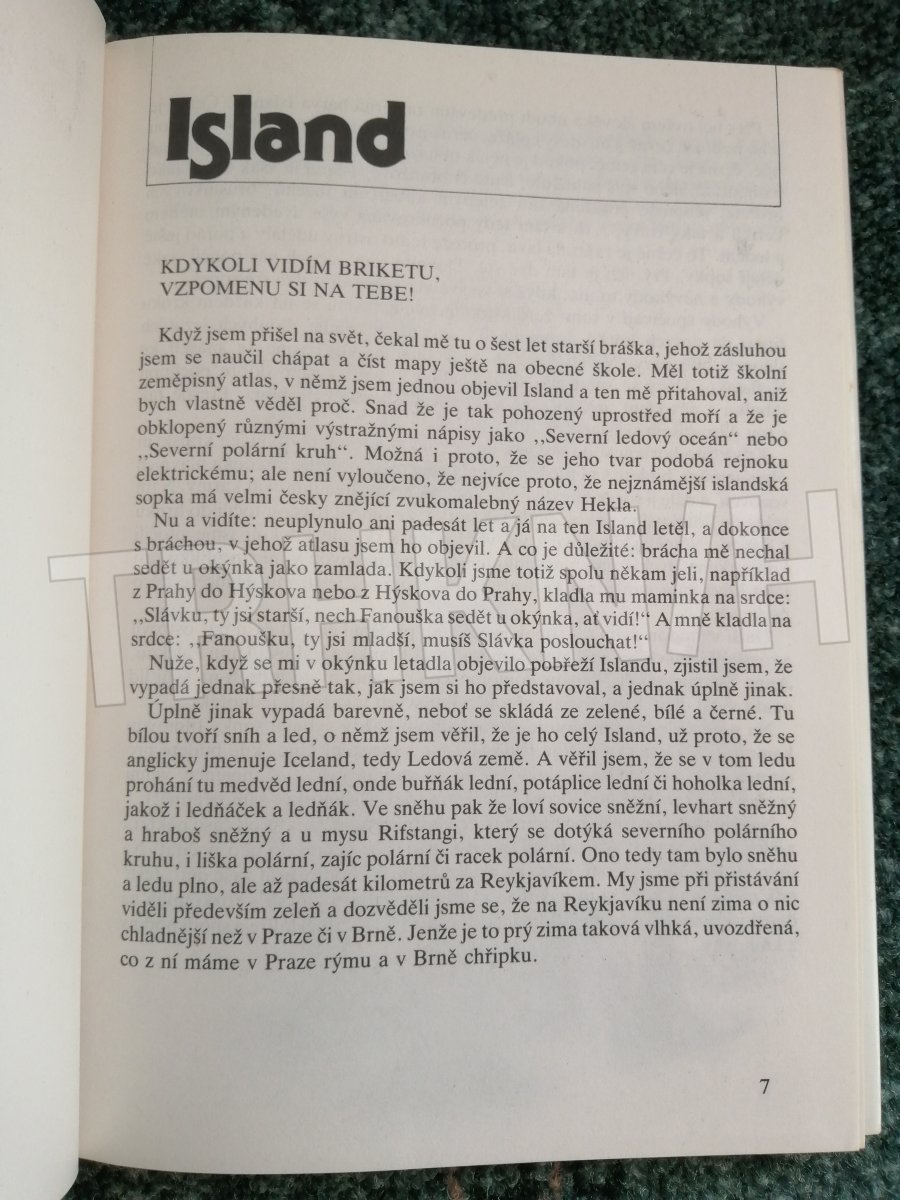 Island
KDYKOLI VIDÍM BRIKETU,
VZPOMENU SI NA TEBE!
Když jsem přišel na svět, čekal mě tu o šest let starší bráška, jehož zásluhou
jsem se naučil chápat a číst mapy ještě na obecné škole. Měl totiž školní
zeměpisný atlas, v němž jsem jednou objevil Island a ten mě přitahoval, aniž
bych vlastně věděl proč. Snad že je tak pohozený uprostřed moří a že je
obklopený různými výstražnými nápisy jako ,,Severní ledový oceán“ nebo
,,Severní polární kruh“. Možná i proto, že se jeho tvar podobá rejnoku
elektrickému; ale není vyloučeno, že nejvíce proto, že nejznámější islandská
sopka má velmi česky znějící zvukomalebný název Hekla.
Nu a vidíte: neuplynulo ani padesát let a já na ten Island letěl, a dokonce
s bráchou, v jehož atlasu jsem ho objevil. A co je důležité: brácha mě nechal
sedět u okýnka jako zamlada. Kdykoli jsme totiž spolu někam jeli, například
z Prahy do Hýskova nebo z Hýskova do Prahy, kladla mu maminka na srdce:
,,Slávku, ty jsi starší, nech Fanouška sedět u okýnka, ať vidí!“ A mně kladla na
srdce: ,,Fanoušku, ty jsi mladší, musíš Slávka poslouchat!“
Nuže, když se mi v okýnku letadla objevilo pobřeží Islandu, zjistil jsem, že
vypadá jednak přesně tak, jak jsem si ho představoval, a jednak úplně jinak.
Úplně jinak vypadá barevně, neboť se skládá ze zelené, bílé a černé. Tu
bílou tvoří sníh a led, o němž jsem věřil, že je ho celý Island, už proto, že se
anglicky jmenuje Iceland, tedy Ledová země. A věřil jsem, že se v tom ledu
prohání tu medvěd lední, onde buřňák lední, potáplice lední či hoholka lední,
jakož i ledňáček a ledňák. Ve sněhu pak že loví sovice sněžní, levhart sněžný
a hraboš sněžný a u mysu Rifstangi, který se dotýká severního polárního
kruhu, i liška polární, zajíc polární či racek polární. Ono tedy tam bylo sněhu
a ledu plno, ale až padesát kilometrů za Reykjavíkem. My jsme při přistávání
viděli především zeleň a dozvěděli jsme se, že na Reykjavíku není zima o nic
chladnější než v Praze či v Brně. Jenže je to prý zima taková vlhká, uvozdřená,
co z ní máme v Praze rýmu a v Brně chřipku.
7